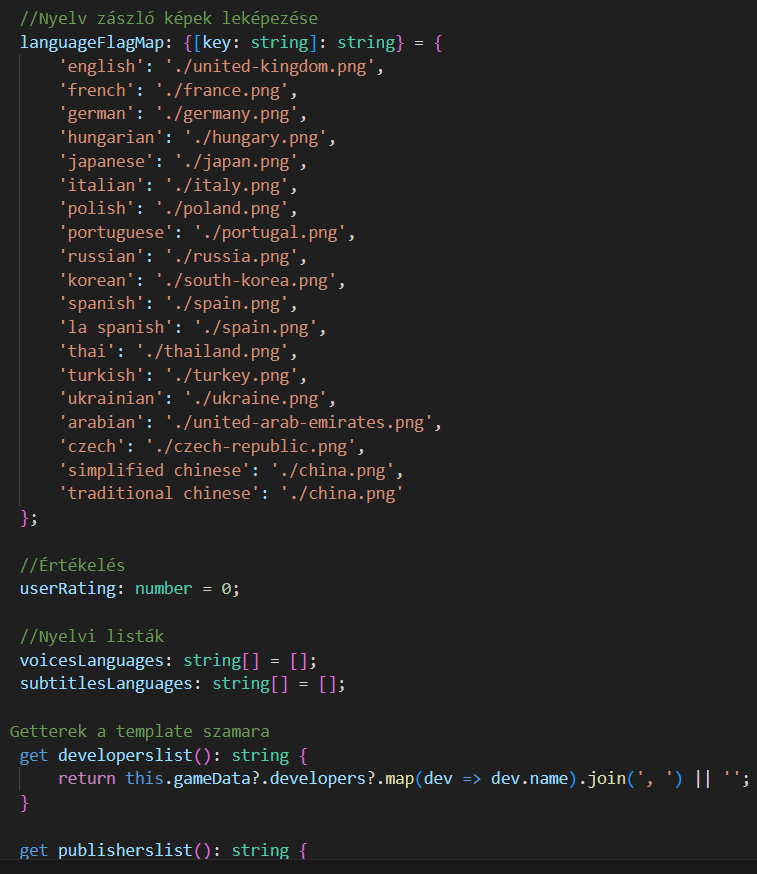 //Nyelv zászló képek leképezése
languageFlagMap: {[key: string]: string} = {
'english': './united-kingdom.png',
'french': './france.png',
'german': './germany.png',
'hungarian': './hungary.png',
'japanese': './japan.png',
'italian': './italy.png',
'polish': './poland.png',
'portuguese': './portugal.png',
'russian': './russia.png',
'korean': './south-korea.png',
'spanish': './spain.png',
'la spanish': './spain.png',
'thai': './thailand.png',
'turkish': './turkey.png',
'ukrainian': './ukraine.png',
'arabian': './united-arab-emirates.png',
'czech': './czech-republic.png',
'simplified chinese': './china.png',
'traditional chinese': './china.png'
};
//Értékelés
userRating: number = 0;
//Nyelvi listák
voicesLanguages: string[] = [];
subtitlesLanguages: string[] = [];
Getterek a template szamara
get developerslist(): string {
return this.gameData?.developers?.map(dev => dev.name).join(', ') || '';
}
get publisherslist(): string {